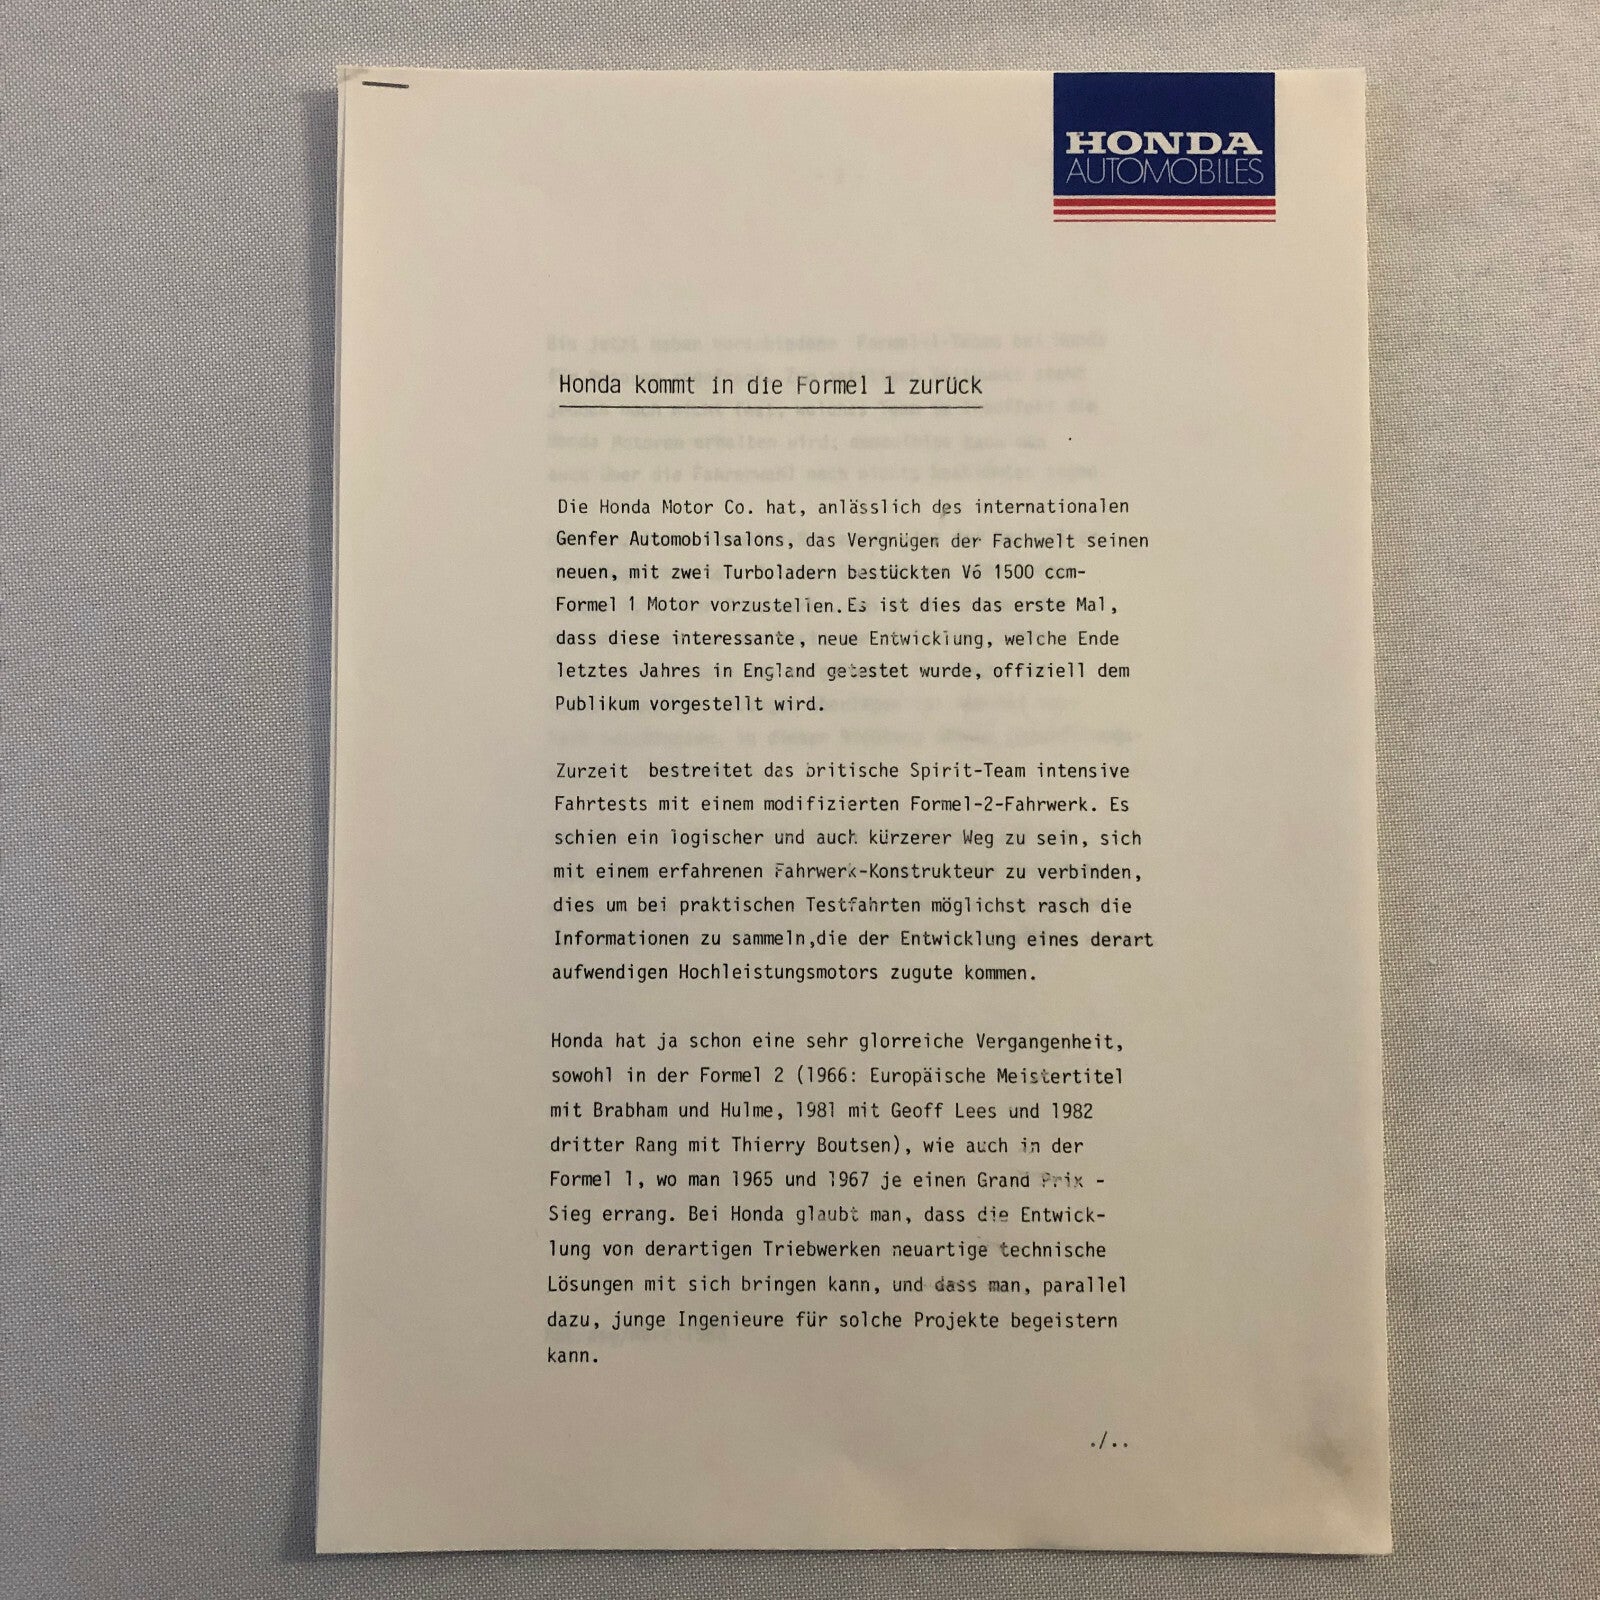 HONDA
AUTOMOBILES
Honda kommt in die Formel 1 zurück
Die Honda Motor Co. hat, anlässlich des internationalen
Genfer Automobilsalons, das Vergnügen der Fachwelt seinen
neuen, mit zwei Turboladern bestückten V6 1500 ccm-
Formel 1 Motor vorzustellen.Es ist dies das erste Mal,
dass diese interessante, neue Entwicklung, welche Ende
letztes Jahres in England getestet wurde, offiziell dem
Publikum vorgestellt wird.
Zurzeit bestreitet das britische Spirit-Team intensive
Fahrtests mit einem modifizierten Formel-2-Fahrwerk. Es
schien ein logischer und auch kürzerer Weg zu sein, sich
mit einem erfahrenen Fahrwerk-Konstrukteur zu verbinden,
dies um bei praktischen Testfahrten möglichst rasch die
Informationen zu sammeln,die der Entwicklung eines derart
aufwendigen Hochleistungsmotors zugute kommen.
Honda hat ja schon eine sehr glorreiche Vergangenheit,
sowohl in der Formel 2 (1966: Europäische Meistertitel
mit Brabham und Hulme, 1981 mit Geoff Lees und 1982
dritter Rang mit Thierry Boutsen), wie auch in der
Formel 1, wo man 1965 und 1967 je einen Grand Prix -
Sieg errang. Bei Honda glaubt man, dass die Entwick-
lung von derartigen Triebwerken neuartige technische
Lösungen mit sich bringen kann, und dass man, parallel
dazu, junge Ingenieure für solche Projekte begeistern
kann.
./..